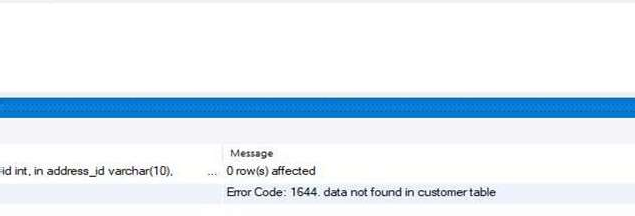 Message
id int, in address_id varchar(10), ... 0 row(s) affected
Error Code: 1644. data not found in customer table